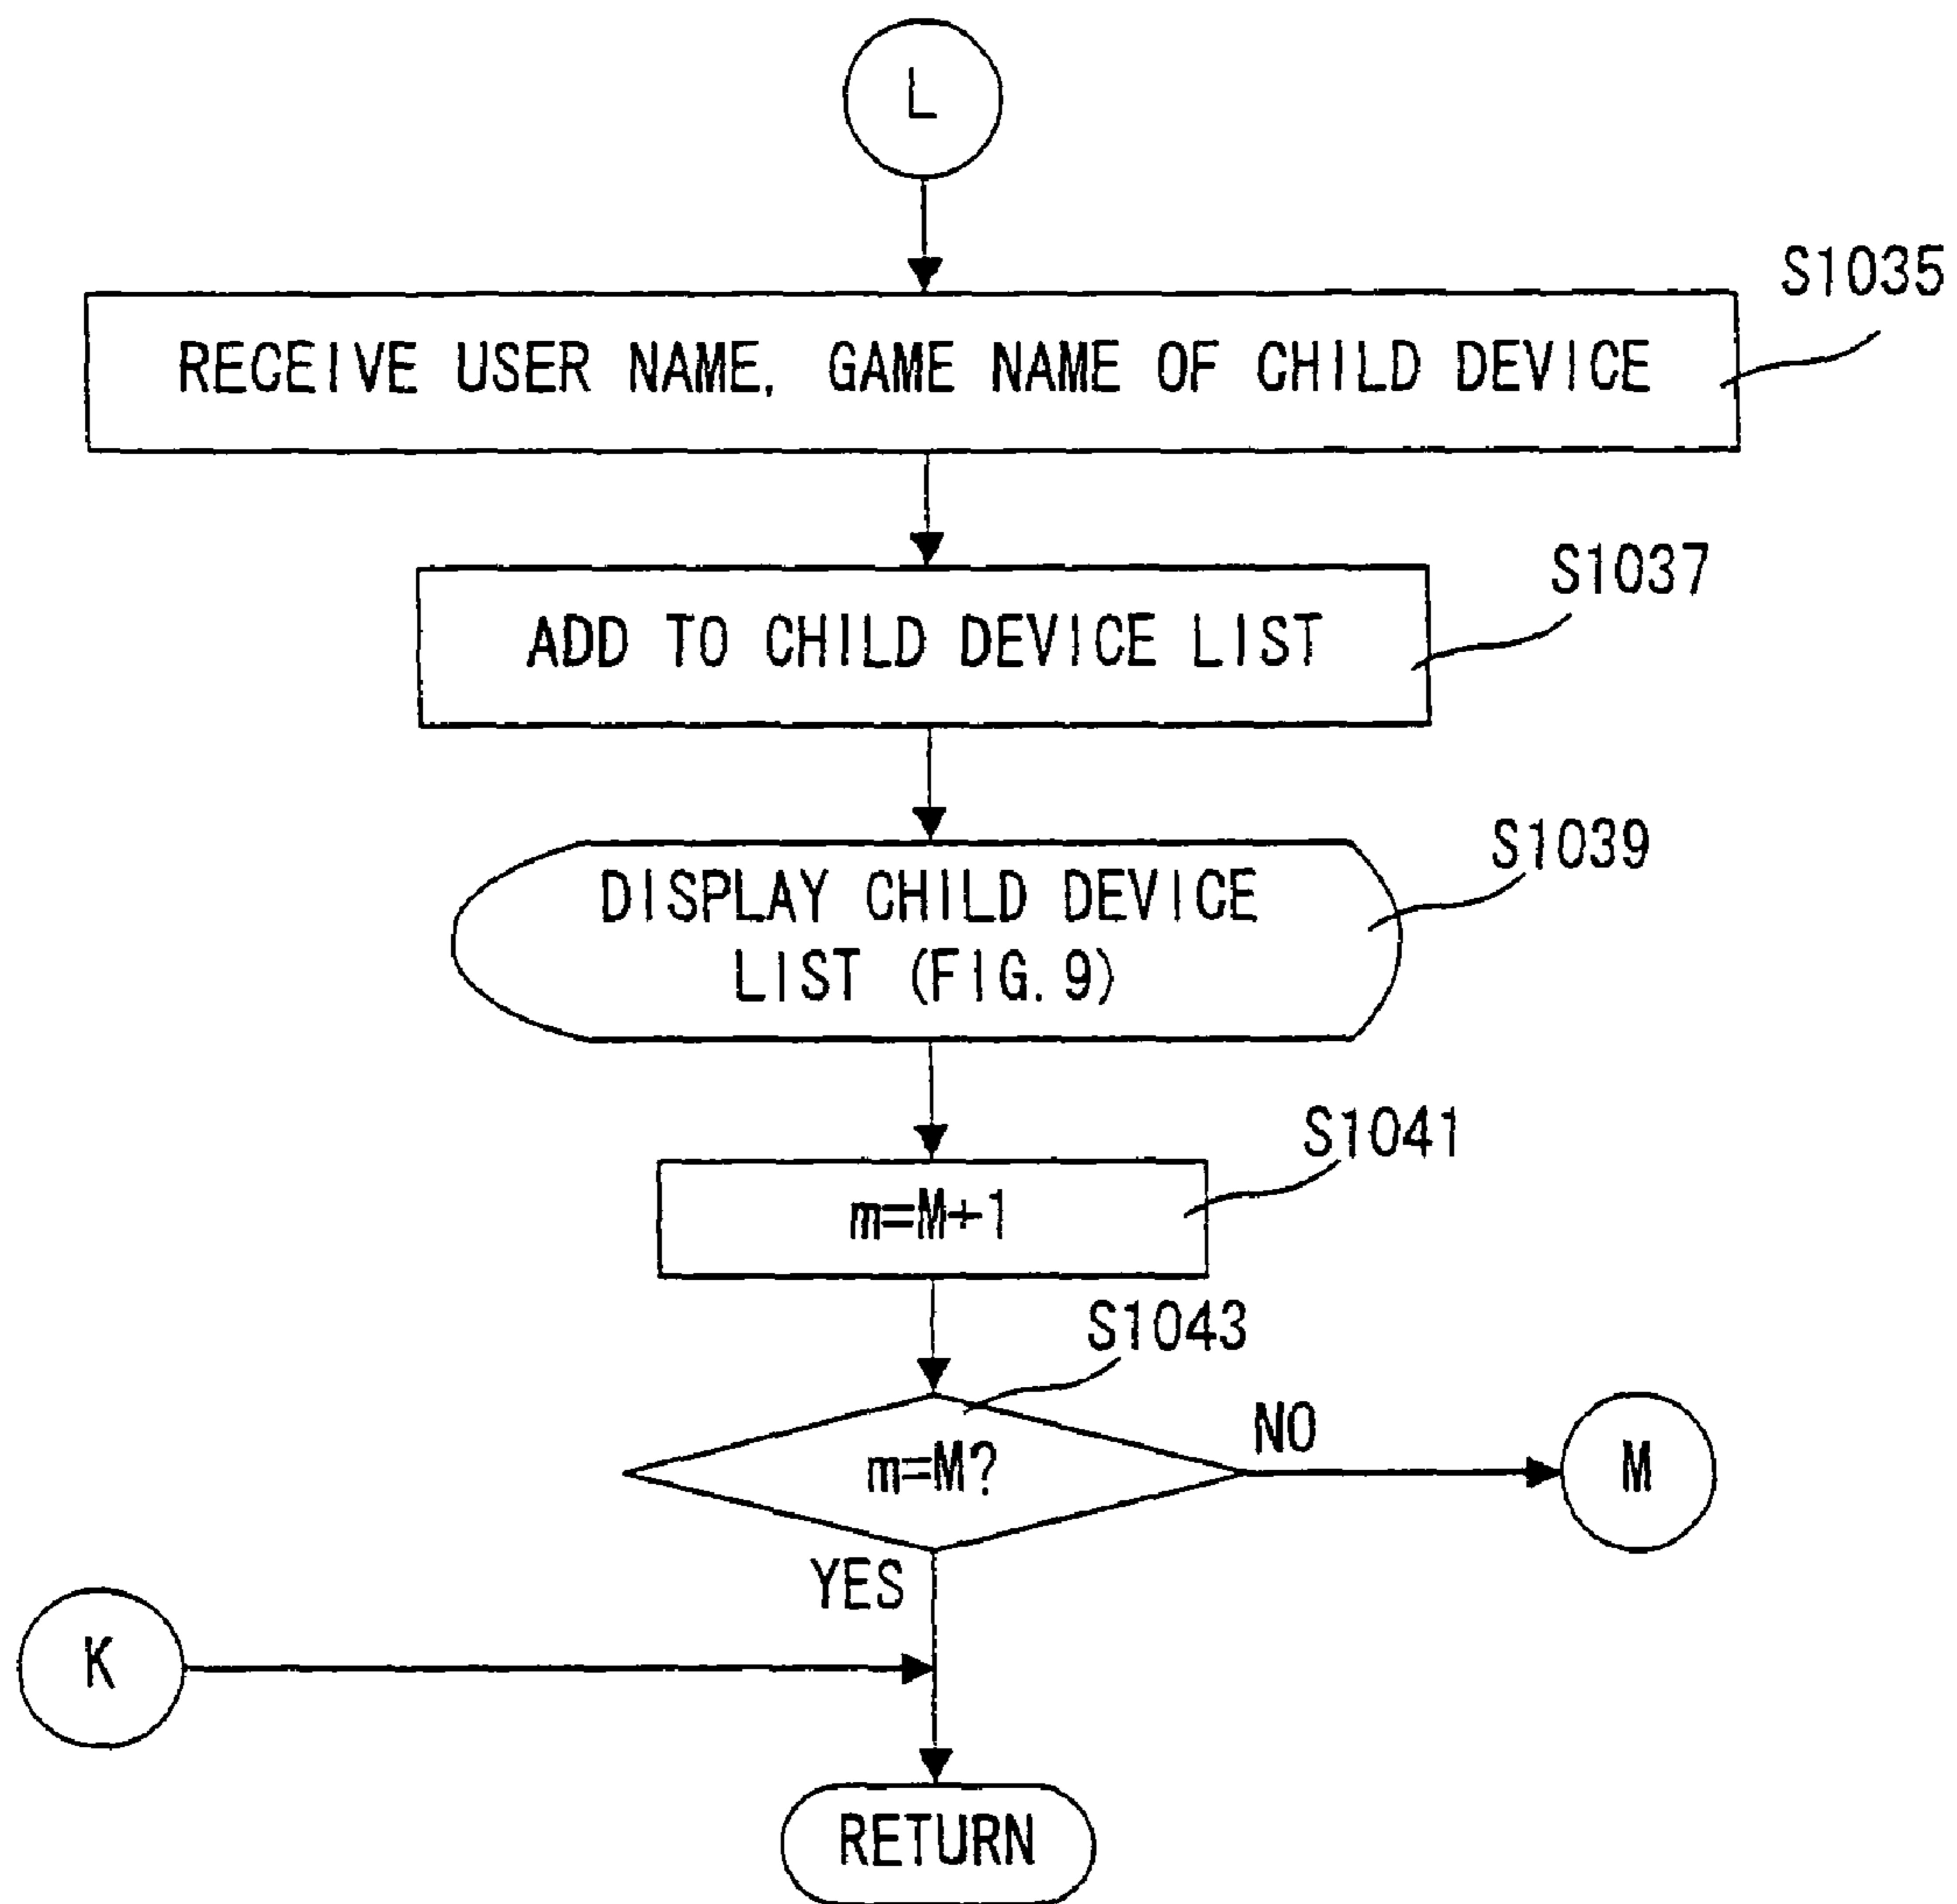 L
S1035
RECEIVE USER NAME, GAME NAME OF CHILD DEVICE
S1037
ADD TO CHILD DEVICE LIST
S1039
DISPLAY CHILD DEVICE
LIST (FIG. 9)
S1041
m=M+1
S1043
m=M?
NO
M
YES
K
RETURN